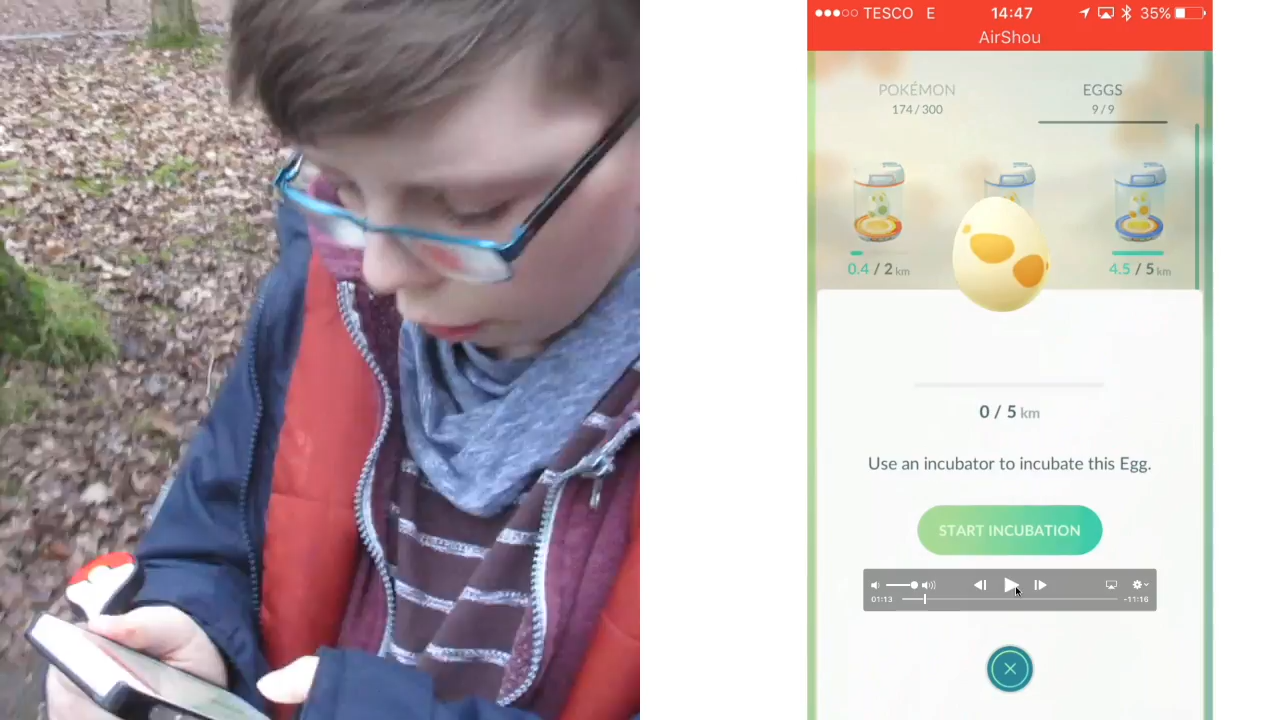 TESCO E 14:47 35%
AirShou
POKÉMON EGGS
174 / 300 9 / 9
0.4 / 2 km 4.5 / 5 km
0 / 5 km
Use an incubator to incubate this Egg.
START INCUBATION
01:13 -11:16